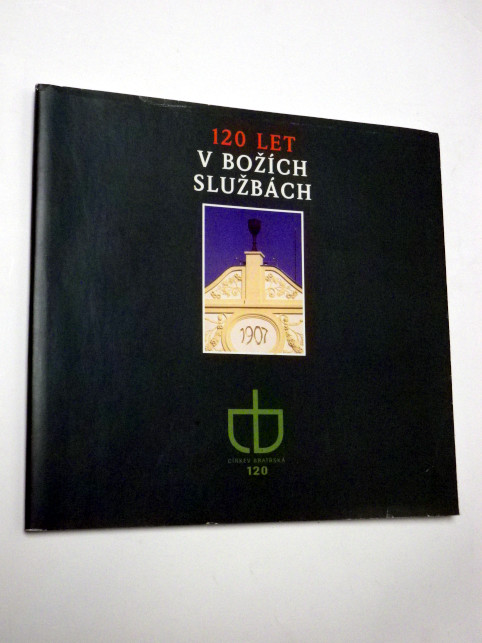 120 LET
V BOŽÍCH
SLUŽBÁCH
1907
CÍRKEV BRATRSKÁ
120